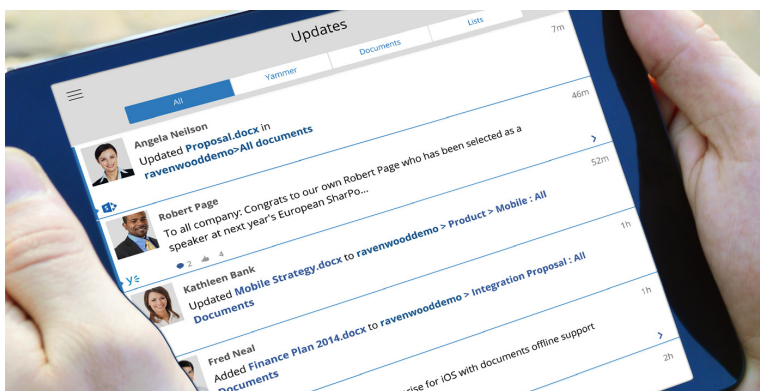 Updates
All
Yammer
Documents
Lists
7m
Angela Neilson
Updated Proposal.docx in
ravenwooddemo>All documents
46m
Robert Page
To all company: Congrats to our own Robert Page who has been selected as a
speaker at next year's European SharPo...
2
4
52m
Kathleen Bank
Updated Mobile Strategy.docx to ravenwooddemo > Product > Mobile : All
Documents
1h
Fred Neal
Added Finance Plan 2014.docx to ravenwooddemo > Integration Proposal : All
Documents
1h
for iOS with documents offline support
2h